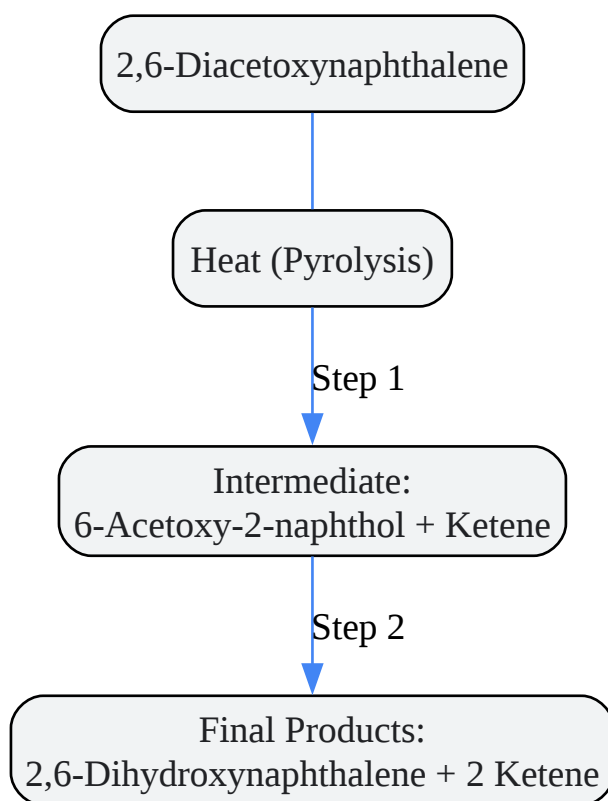 2,6-Diacetoxynaphthalene
Heat (Pyrolysis)
Step 1
Intermediate:
6-Acetoxy-2-naphthol + Ketene
Step 2
Final Products:
2,6-Dihydroxynaphthalene + 2 Ketene